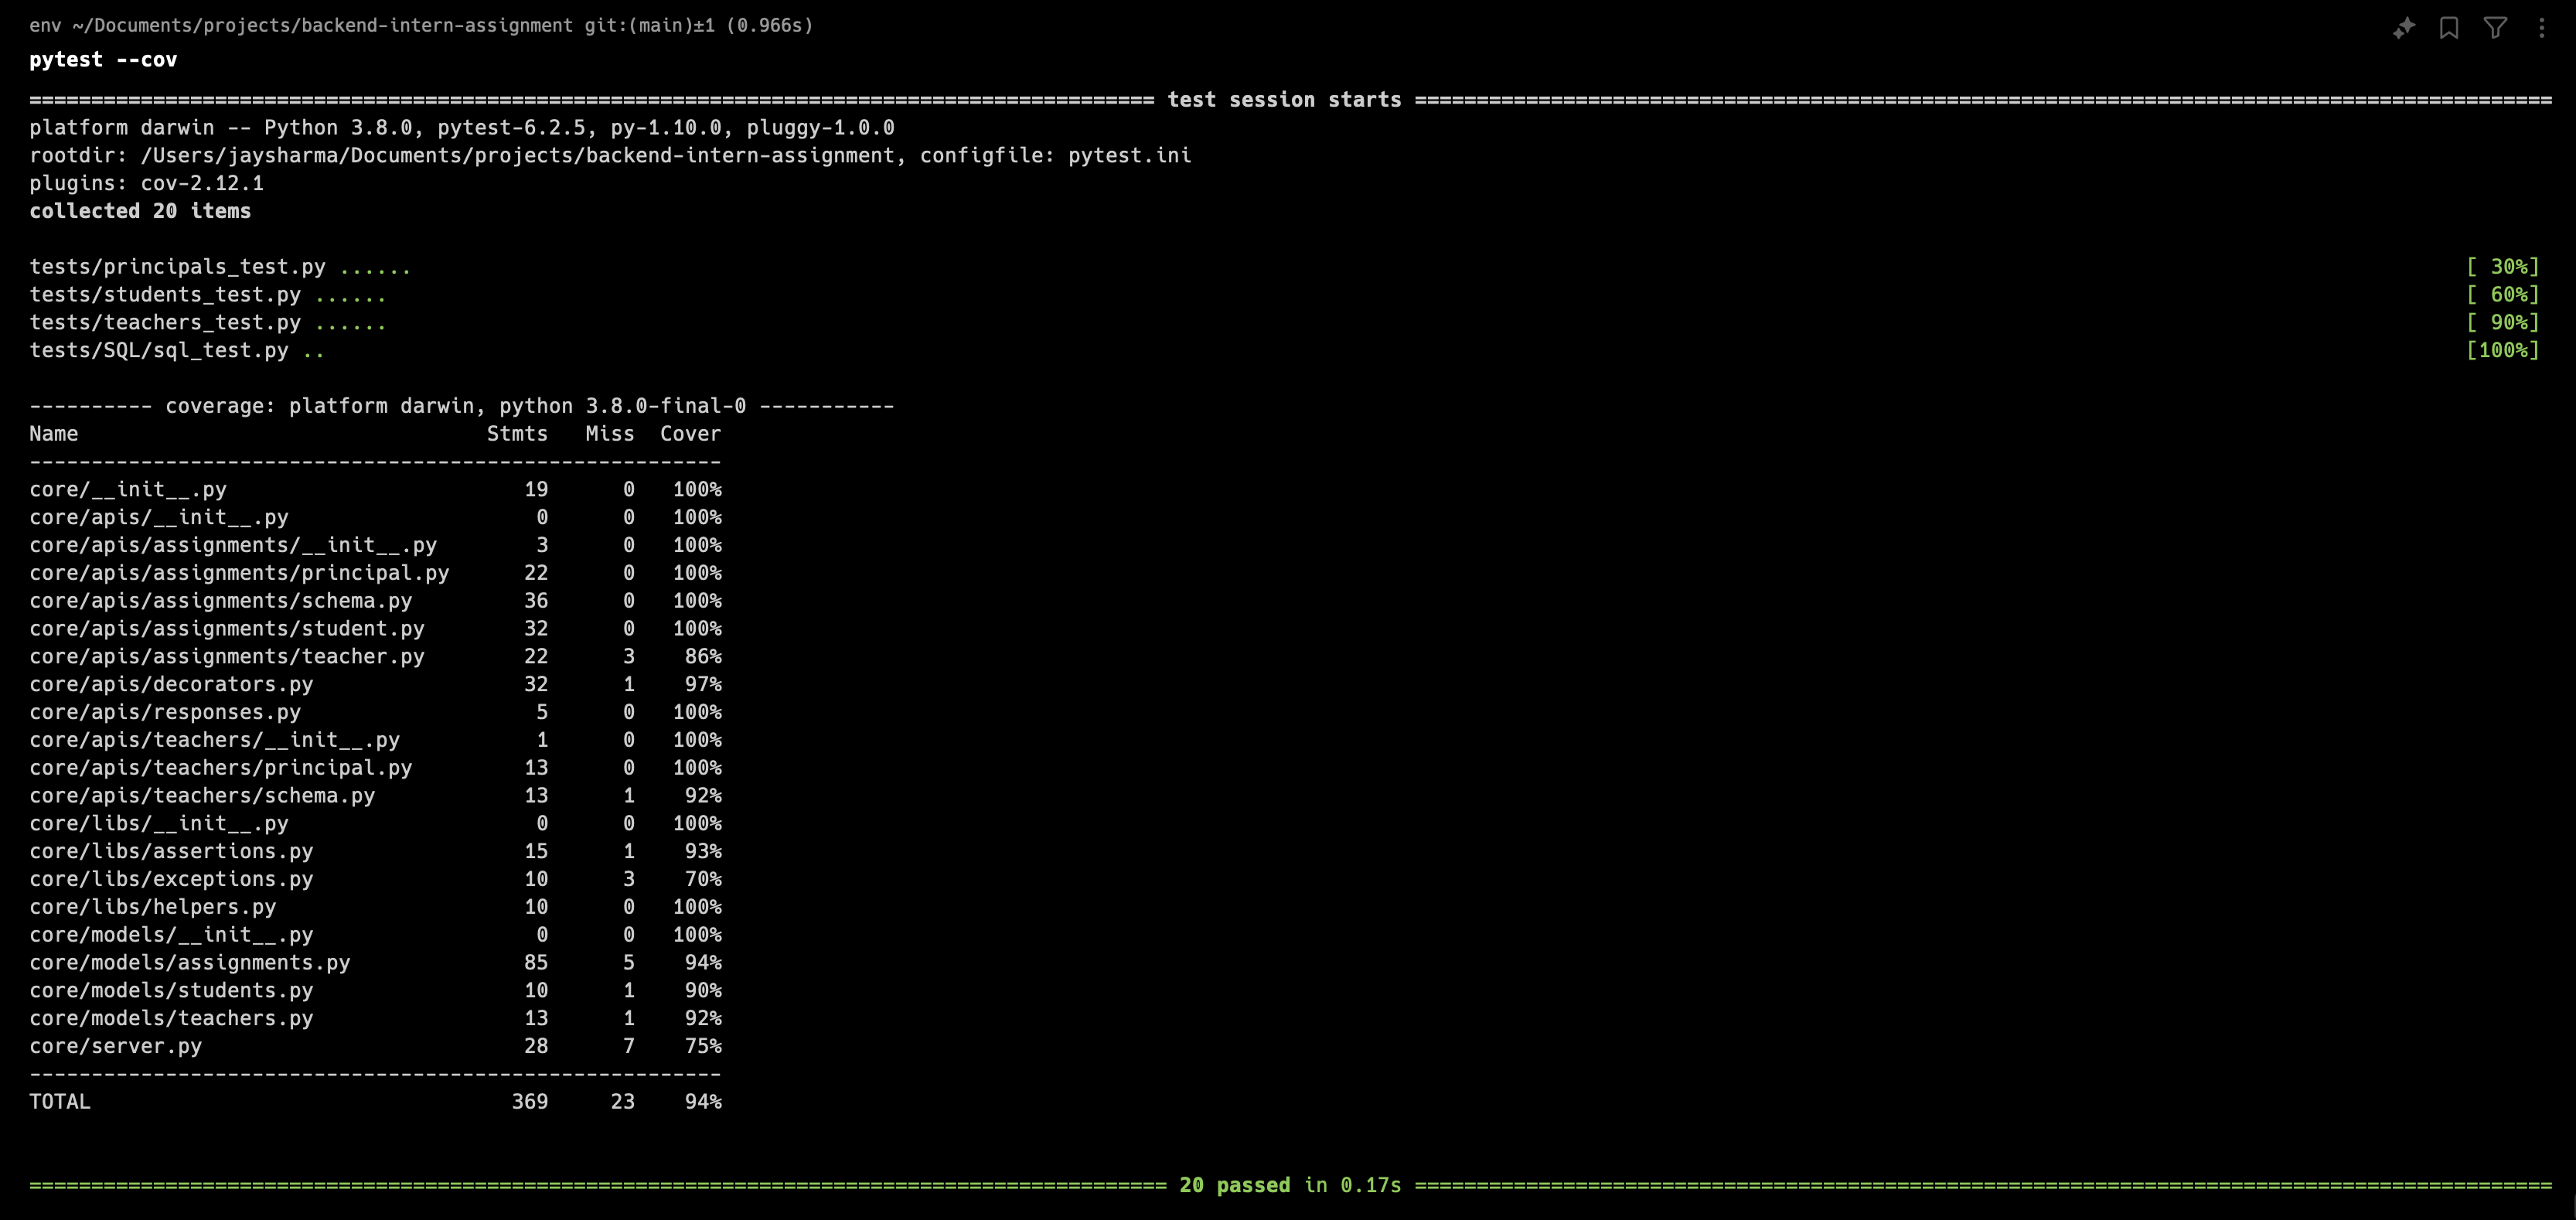 env ~/Documents/projects/backend-intern-assignment git:(main)±1 (0.966s)
pytest --cov
=========================================================================================== test session starts ============================================================================================
platform darwin -- Python 3.8.0, pytest-6.2.5, py-1.10.0, pluggy-1.0.0
rootdir: /Users/jaysharma/Documents/projects/backend-intern-assignment, configfile: pytest.ini
plugins: cov-2.12.1
collected 20 items
tests/principals_test.py ...... [ 30%]
tests/students_test.py ...... [ 60%]
tests/teachers_test.py ...... [ 90%]
tests/SQL/sql_test.py .. [100%]
---------- coverage: platform darwin, python 3.8.0-final-0 -----------
Name Stmts Miss Cover
--------------------------------------------------------
core/__init__.py 19 0 100%
core/apis/__init__.py 0 0 100%
core/apis/assignments/__init__.py 3 0 100%
core/apis/assignments/principal.py 22 0 100%
core/apis/assignments/schema.py 36 0 100%
core/apis/assignments/student.py 32 0 100%
core/apis/assignments/teacher.py 22 3 86%
core/apis/decorators.py 32 1 97%
core/apis/responses.py 5 0 100%
core/apis/teachers/__init__.py 1 0 100%
core/apis/teachers/principal.py 13 0 100%
core/apis/teachers/schema.py 13 1 92%
core/libs/__init__.py 0 0 100%
core/libs/assertions.py 15 1 93%
core/libs/exceptions.py 10 3 70%
core/libs/helpers.py 10 0 100%
core/models/__init__.py 0 0 100%
core/models/assignments.py 85 5 94%
core/models/students.py 10 1 90%
core/models/teachers.py 13 1 92%
core/server.py 28 7 75%
--------------------------------------------------------
TOTAL 369 23 94%
============================================================================================ 20 passed in 0.17s ============================================================================================